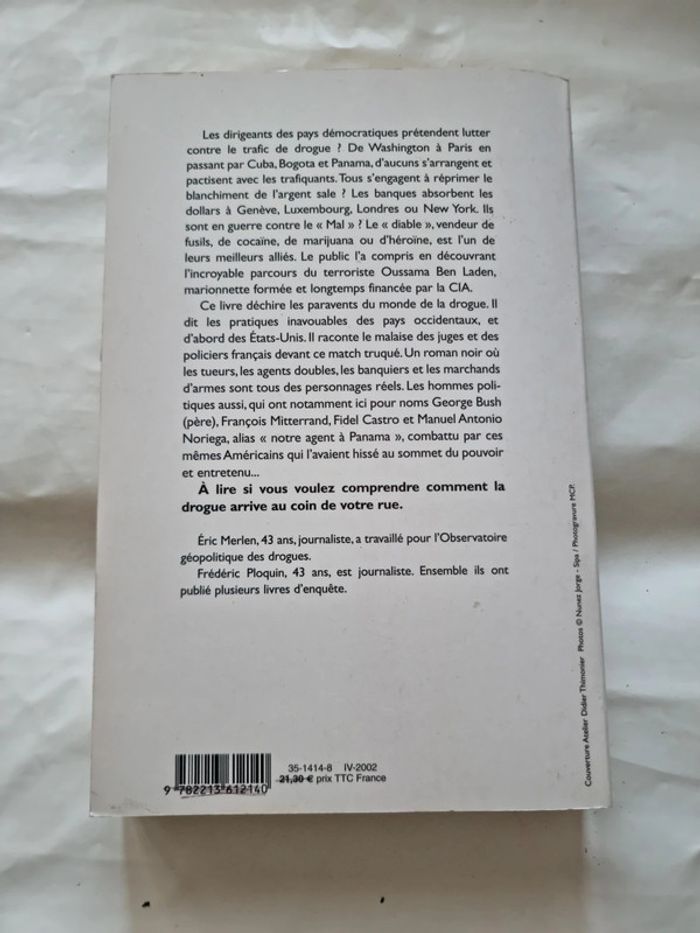 Les dirigeants des pays démocratiques prétendent lutter
contre le trafic de drogue ? De Washington à Paris en
passant par Cuba, Bogota et Panama, d'aucuns s'arrangent et
pactisent avec les trafiquants. Tous s'engagent à réprimer le
blanchiment de l'argent sale ? Les banques absorbent les
dollars à Genève, Luxembourg, Londres ou New York. Ils
sont en guerre contre le « Mal » ? Le « diable », vendeur de
fusils, de cocaïne, de marijuana ou d'héroïne, est l'un de
leurs meilleurs alliés. Le public l'a compris en découvrant
l'incroyable parcours du terroriste Oussama Ben Laden,
marionnette formée et longtemps financée par la CIA.
Ce livre déchire les paravents du monde de la drogue. Il
dit les pratiques inavouables des pays occidentaux, et
d'abord des États-Unis. Il raconte le malaise des juges et des
policiers français devant ce match truqué. Un roman noir où
les tueurs, les agents doubles, les banquiers et les marchands
d'armes sont tous des personnages réels. Les hommes poli-
tiques aussi, qui ont notamment ici pour noms George Bush
(père), François Mitterrand, Fidel Castro et Manuel Antonio
Noriega, alias « notre agent à Panama », combattu par ces
mêmes Américains qui l'avaient hissé au sommet du pouvoir
et entretenu...
À lire si vous voulez comprendre comment la
drogue arrive au coin de votre rue.
Éric Merlen, 43 ans, journaliste, a travaillé pour l'Observatoire
géopolitique des drogues.
Frédéric Ploquin, 43 ans, est journaliste. Ensemble ils ont
publié plusieurs livres d'enquête.
Couverture Atelier Didier Thimonier Photos © Nunez Jorge - Sipa / Photogravure MCP.
35-1414-8 IV-2002
21,30 € prix TTC France
9 782213 612140